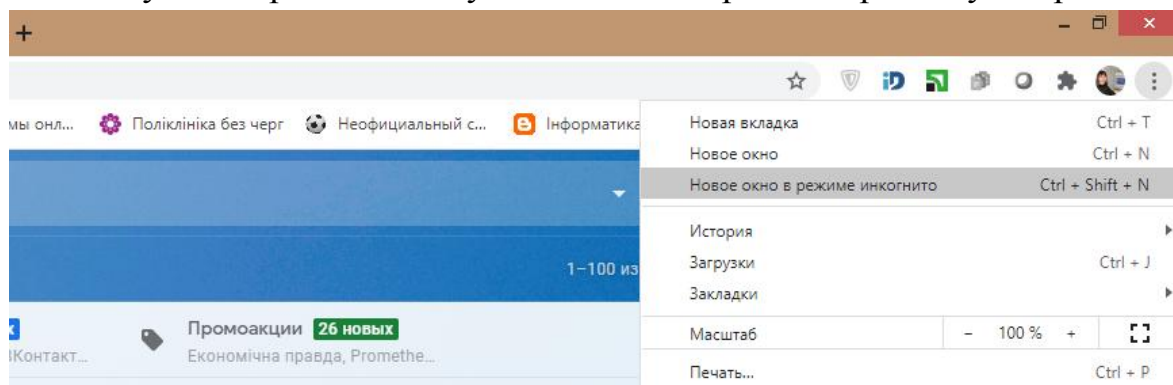 +
мы онл... Поліклініка без черг Неофициальный с... Інформатика
Новая вкладка Ctrl + T
Новое окно Ctrl + N
Новое окно в режиме инкогнито Ctrl + Shift + N
История
1–100 из
Загрузки Ctrl + J
Закладки
Промоакции 26 новых
Масштаб - 100 % +
ВКонтакт... Економічна правда, Promethe...
Печать... Ctrl + P